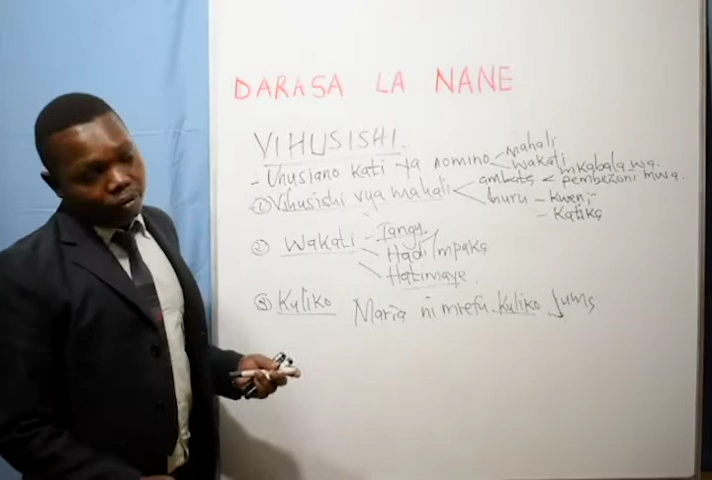 DARASA LA NANE
VIHUSISHI.
- Uhusiano kati ya nomino < mahali
wakati
① Vihusishi vya mahali < ambata < mkabala wa.
pembezoni mwa.
huru - kweni
- Katika
② Wakati - Tangu
Hadi / mpaka
Hatimaye.
③ Kuliko Maria ni mrefu kuliko Juma